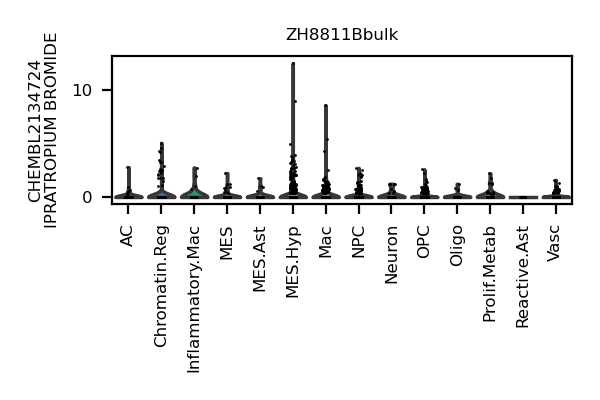 ZH8811Bbulk
CHEMBL2134724
IPRATROPIUM BROMIDE
10
0
AC
Chromatin.Reg
Inflammatory.Mac
MES
MES.Ast
MES.Hyp
Mac
NPC
Neuron
OPC
Oligo
Prolif.Metab
Reactive.Ast
Vasc